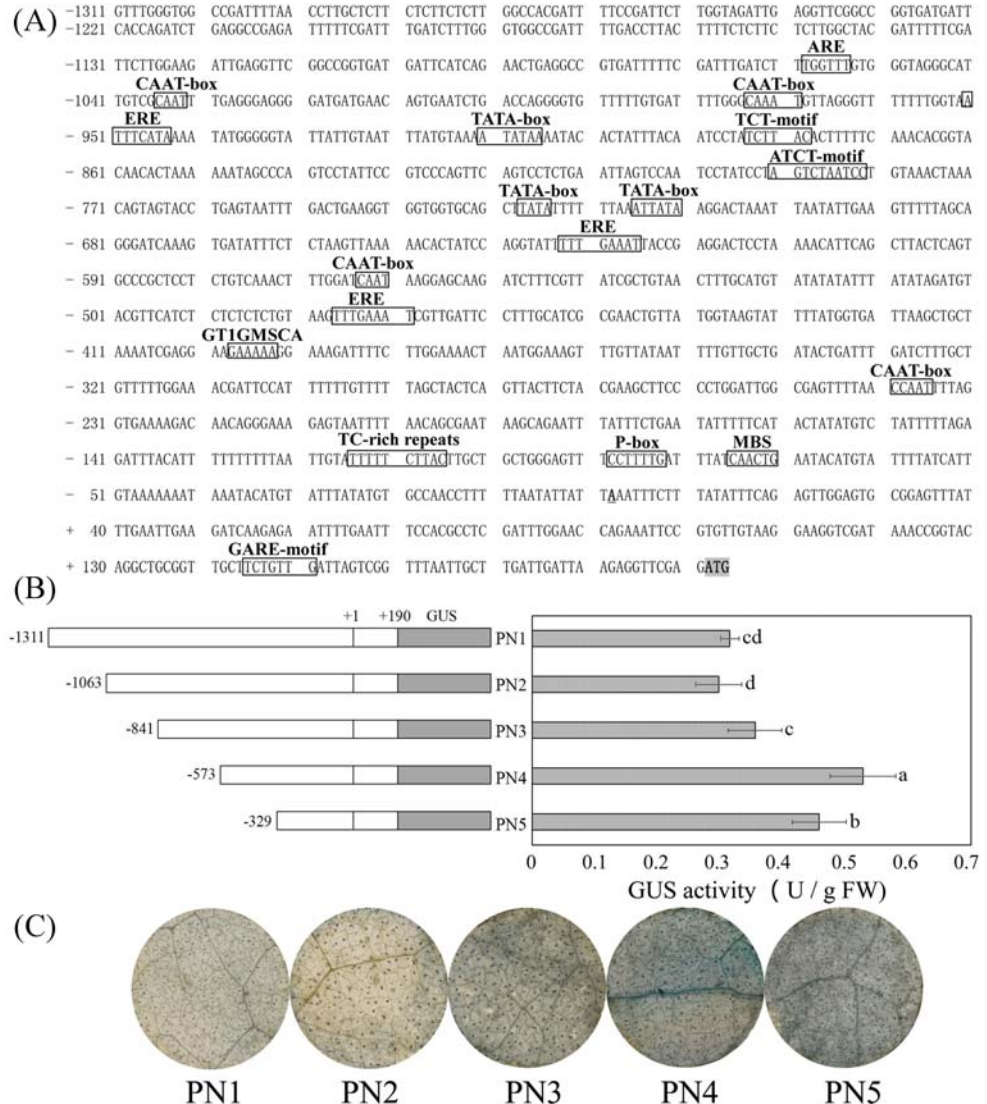 (A)
− 1311 GTTTGGGTGG CCGATTTTAA CCTTGCTCTT CTCTTCTCTT GGCCACGATT TTCCGATTCT TGGTAGATTG AGGTTCGGCC GGTGATGATT
− 1221 CACCAGATCT GAGGCCGAGA TTTTTCGATT TGATCTTTGG GTGGCCGATT TTGACCTTAC TTTTCTCTTC TCTTGGCTAC GATTTTTCGA
ARE
− 1131 TTCTTGGAAG ATTGAGGTTC GGCCGGTGAT GATTCATCAG AACTGAGGCC GTGATTTTTC GATTTGATCT TTGGTTTGTG GGTAGGGCAT
CAAT-box CAAT-box
− 1041 TGTCGCAATT TGAGGGAGGG GATGATGAAC AGTGAATCTG ACCAGGGGTG TTTTTGTGAT TTTGGGCAAA TGTTAGGGTT TTTTTGGTAA
ERE TATA-box TCT-motif
− 951 TTTCATAAAA TATGGGGGTA TATTGTAATT TATGTAAAAA TATAAAATAC ACTATTTACA ATCCTATCTT ACACTTTTTC AAACACGGTA
ATCT-motif
− 861 CAACACTAAA AAATAGCCCA GTCCTATTCC GTCCCAGTTC AGTCCTCTGA ATTAGTCCAA TCCTATCCTA GTCTAATCCT GTAAACTAAA
TATA-box TATA-box
− 771 CAGTAGTACC TGAGTAATTT GACTGAAGGT GGTGGTGCAG CTTATATTTT TTAAATTATA AGGACTAAAT TAATATTGAA GTTTTTAGCA
ERE
− 681 GGGATCAAAG TGATATTTCT CTAAGTTAAA AACACTATCC AGGTATTTTT GAAATTACCG AGGACTCCTA AAACATTCAG CTTACTCAGT
CAAT-box
− 591 GCCCGCTCCT CTGTCAAACT TTGGATCAAT AAGGAGCAAG ATCTTTCGTT ATCGCTGTAA CTTTGCATGT ATATATATTT ATATAGATGT
ERE
− 501 ACGTTCATCT CTCTCTCTGT AAGTTTGAAA TCGTTGATTC CTTTGCATCG CGAACTGTTA TGGTAAGTAT TTTATGGTGA TTAAGCTGCT
GT1GMSCA
− 411 AAAATCGAGG AAGAAAAAGG AAAGATTTTC TTGGAAAACT AATGGAAAGT TTGTTATAAT TTTGTTGCTG ATACTGATTT GATCTTTGCT
CAAT-box
− 321 GTTTTTGGAA ACGATTCCAT TTTTTGTTTT TAGCTACTCA GTTACTTCTA CGAAGCTTCC CCTGGATTGG CGAGTTTTAA CCAATTTTAG
− 231 GTGAAAAGAC AACAGGGAAA GAGTAATTTT AACAGCGAAT AAGCAGAATT TATTTCTGAA TATTTTTCAT ACTATATGTC TATTTTTAGA
TC-rich repeats P-box MBS
− 141 GATTTACATT TTTTTTTTAA TTGTATTTTT CTTACTTGCT GCTGGGAGTT TCCTTTTGAT TTATCAACTG AATACATGTA TTTTATCATT
− 51 GTAAAAAAAT AAATACATGT ATTTATATGT GCCAACCTTT TTAATATTAT TAAATTTCTT TATATTTCAG AGTTGGAGTG CGGAGTTTAT
+ 40 TTGAATTGAA GATCAAGAGA ATTTTGAATT TCCACGCCTC GATTTGGAAC CAGAAATTCC GTGTTGTAAG GAAGGTCGAT AAACCGGTAC
GARE-motif
+ 130 AGGCTGCGGT TGCTTCTGTT GATTAGTCGG TTTAATTGCT TGATTGATTA AGAGGTTCGA GATG
(B)
+1 +190 GUS
-1311 PN1 cd
-1063 PN2 d
-841 PN3 c
-573 PN4 a
-329 PN5 b
0 0.1 0.2 0.3 0.4 0.5 0.6 0.7
GUS activity ( U / g FW)
(C)
PN1 PN2 PN3 PN4 PN5